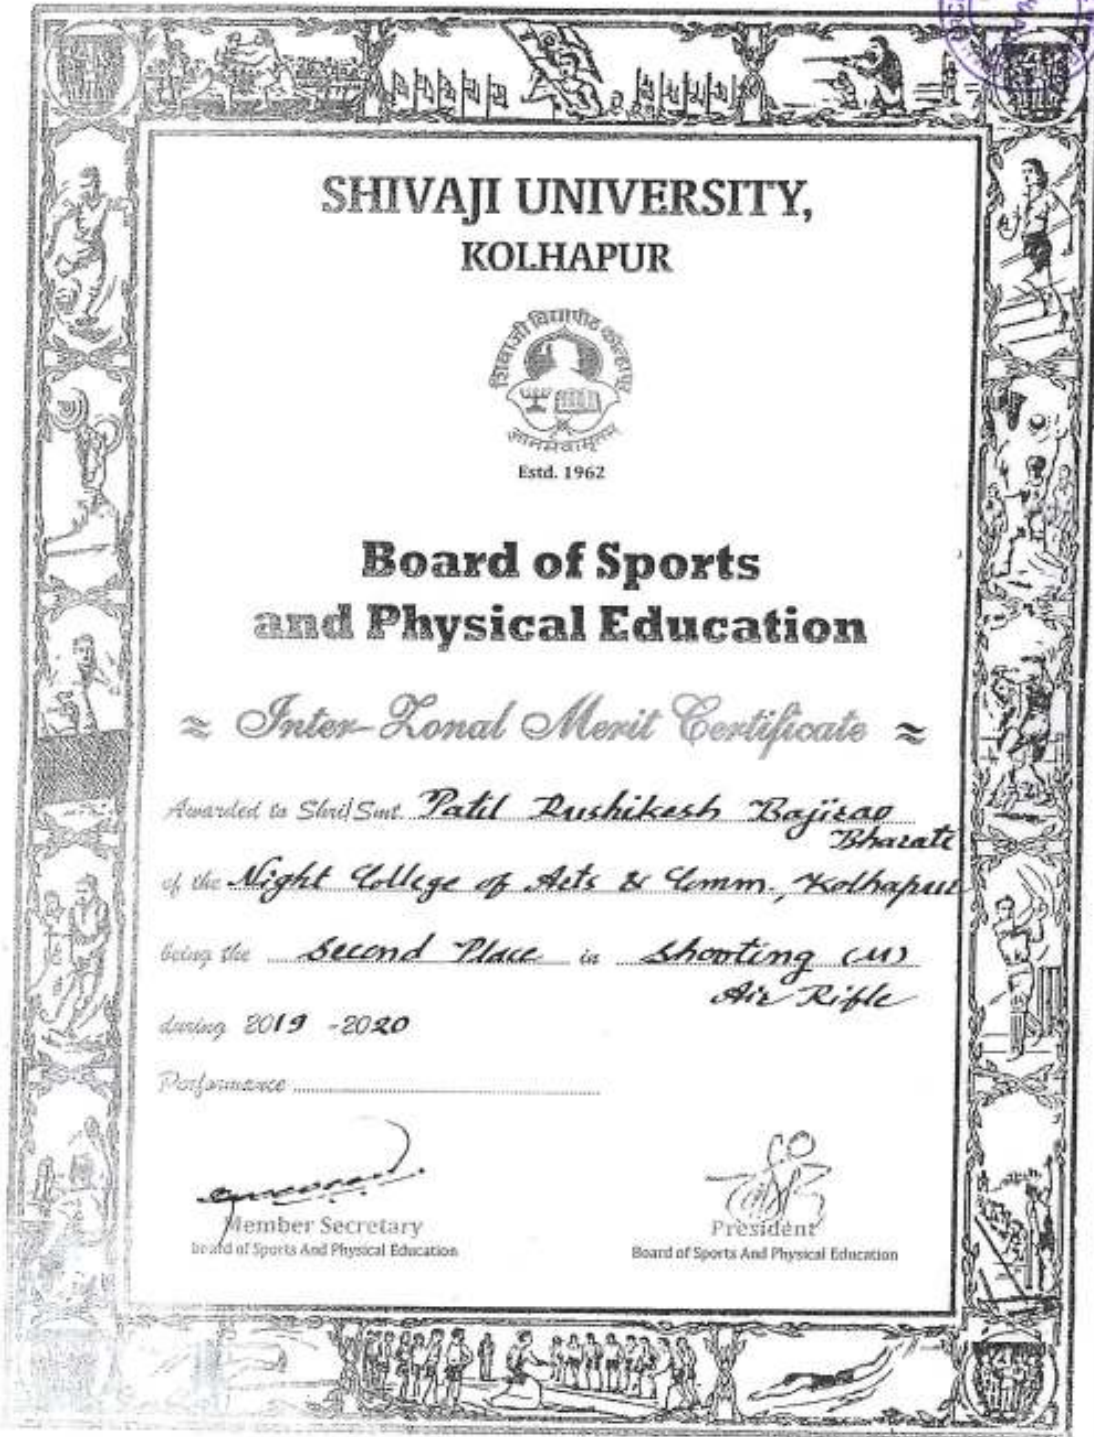 SHIVAJI UNIVERSITY,
KOLHAPUR
शिवाजी विद्यापीठ कोल्हापूर
ज्ञानमेवामृतम्
Estd. 1962
Board of Sports
and Physical Education
≈ Inter-Zonal Merit Certificate ≈
Awarded to Shri/Smt. Patil Rushikesh Bajirao
Bharate
of the Night College of Arts & Comm, Kolhapur
being the Second Place in Shooting (M)
Air Rifle
during 2019 -2020
Performance
Member Secretary
Board of Sports And Physical Education
President
Board of Sports And Physical Education